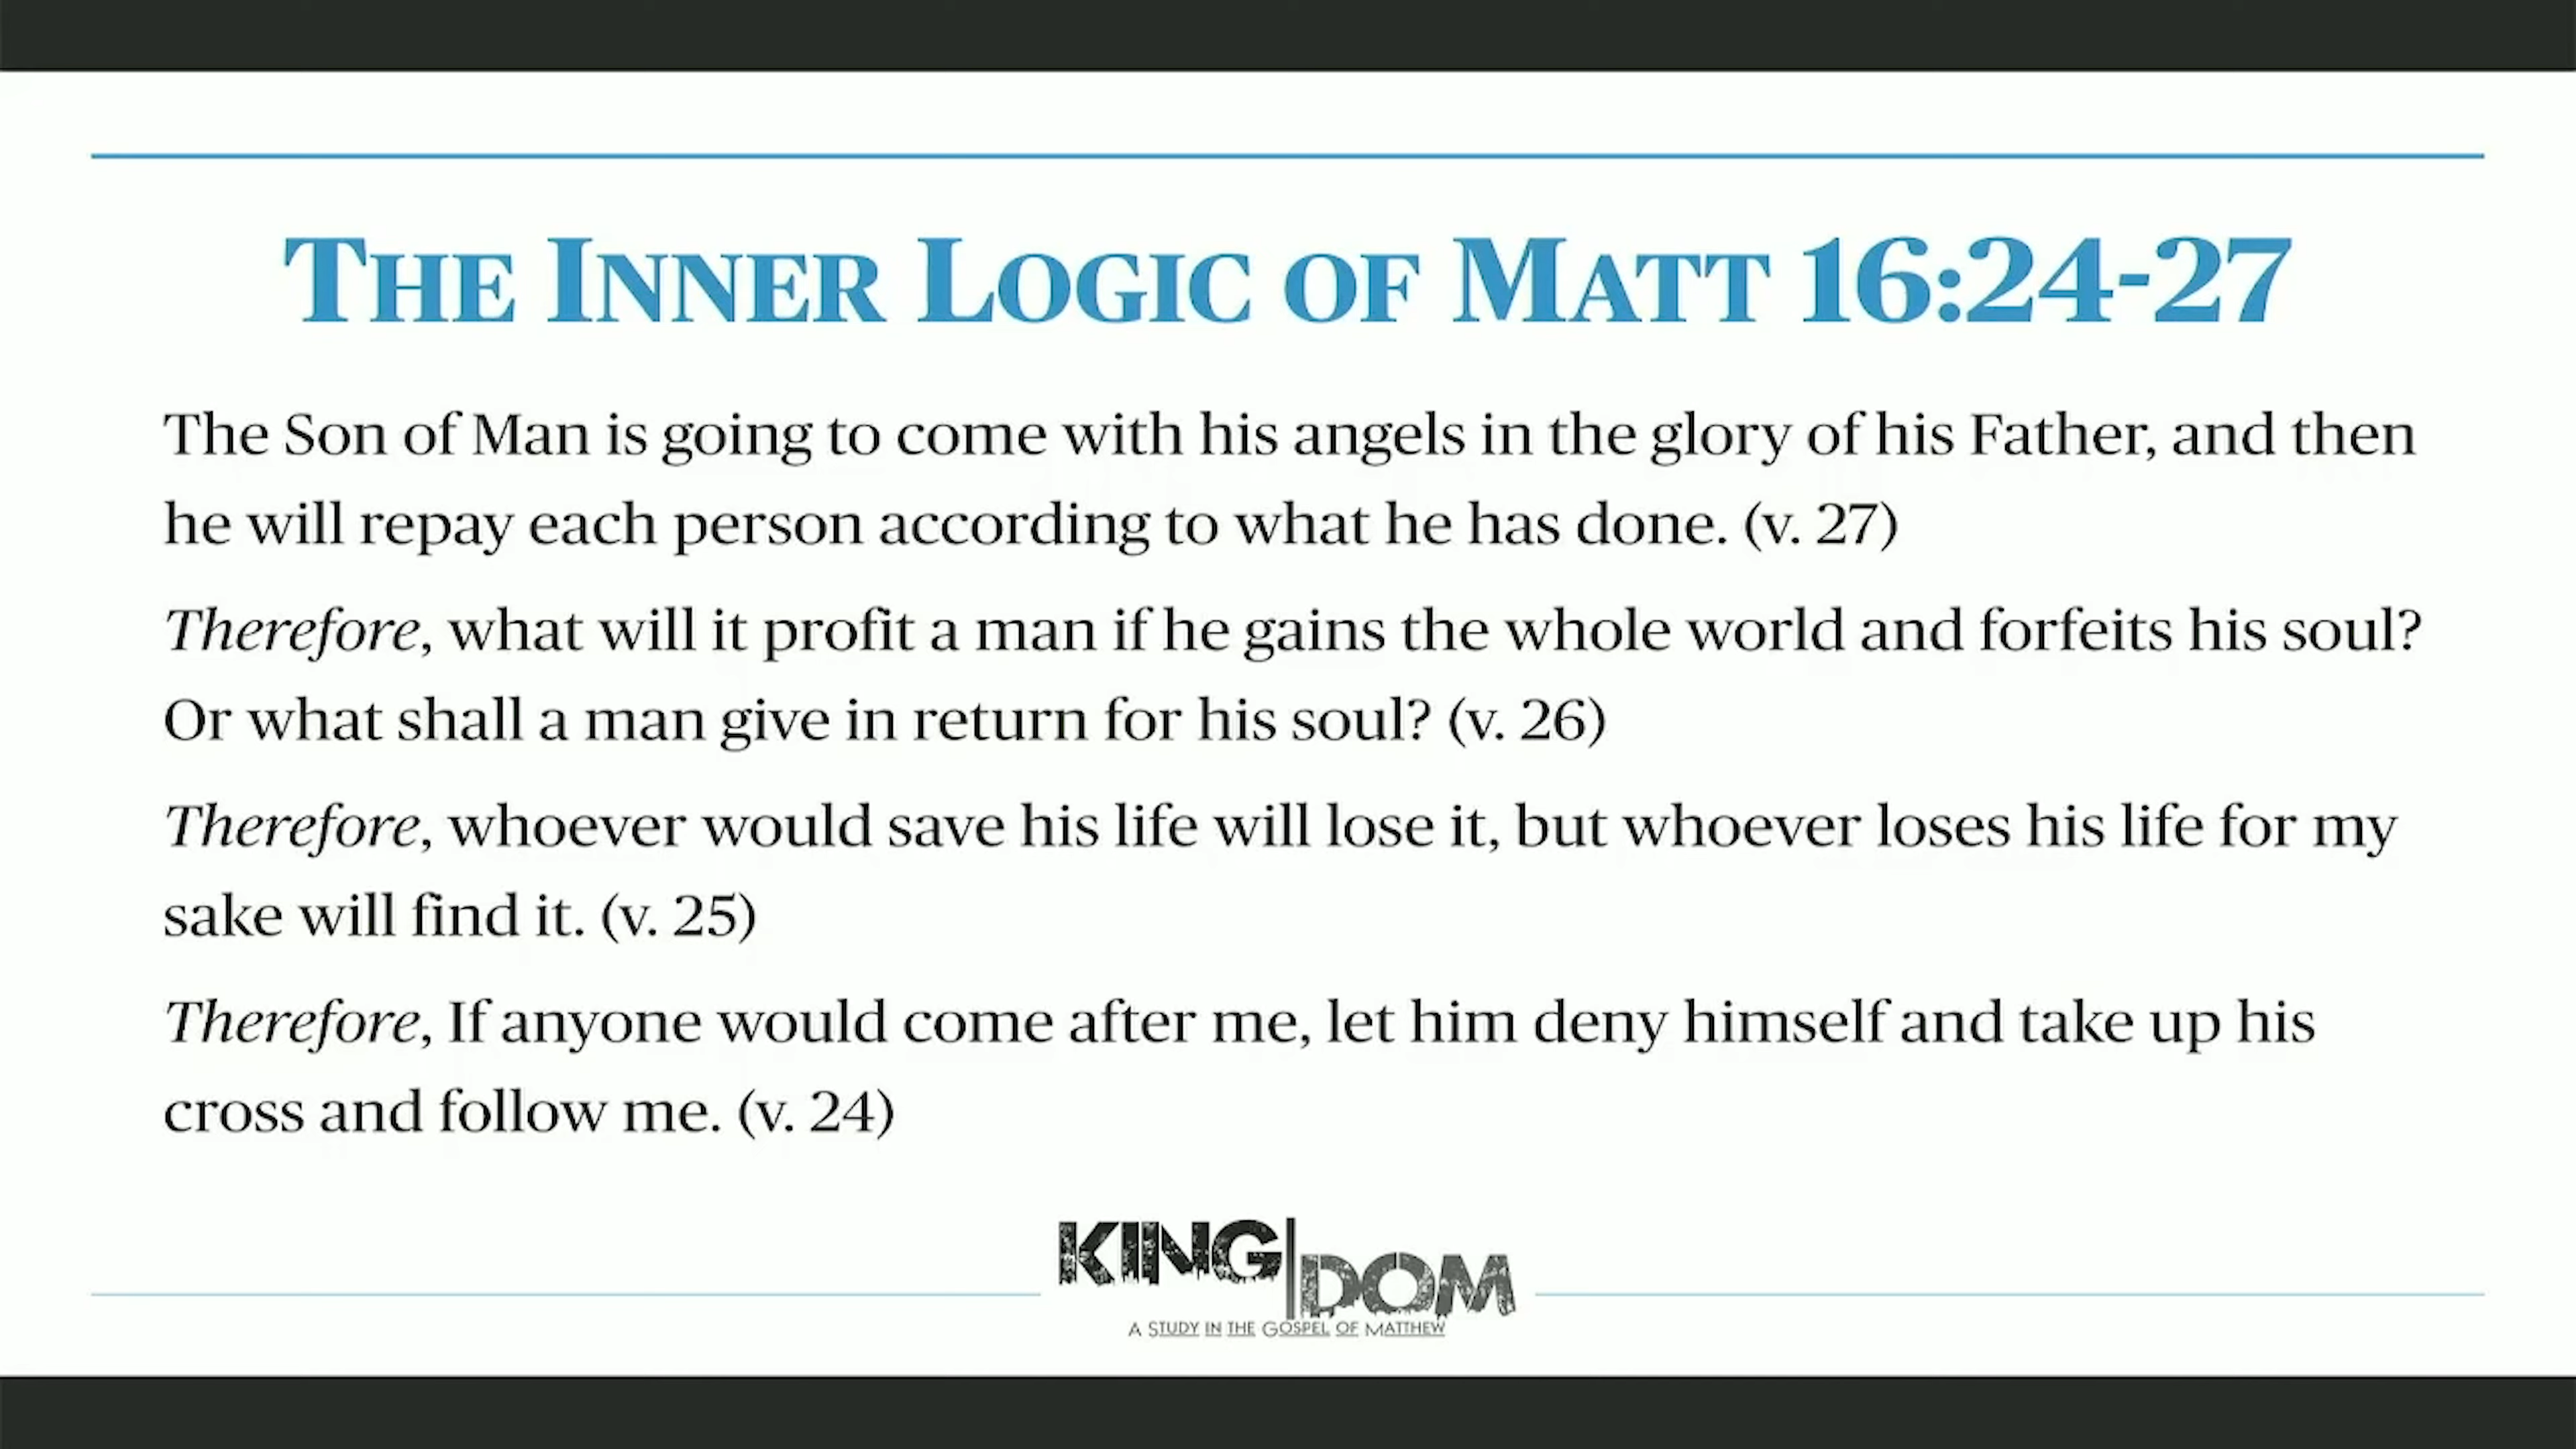 The Inner Logic of Matt 16:24-27
The Son of Man is going to come with his angels in the glory of his Father, and then
he will repay each person according to what he has done. (v. 27)
Therefore, what will it profit a man if he gains the whole world and forfeits his soul?
Or what shall a man give in return for his soul? (v. 26)
Therefore, whoever would save his life will lose it, but whoever loses his life for my
sake will find it. (v. 25)
Therefore, If anyone would come after me, let him deny himself and take up his
cross and follow me. (v. 24)
KING|DOM
A STUDY IN THE GOSPEL OF MATTHEW